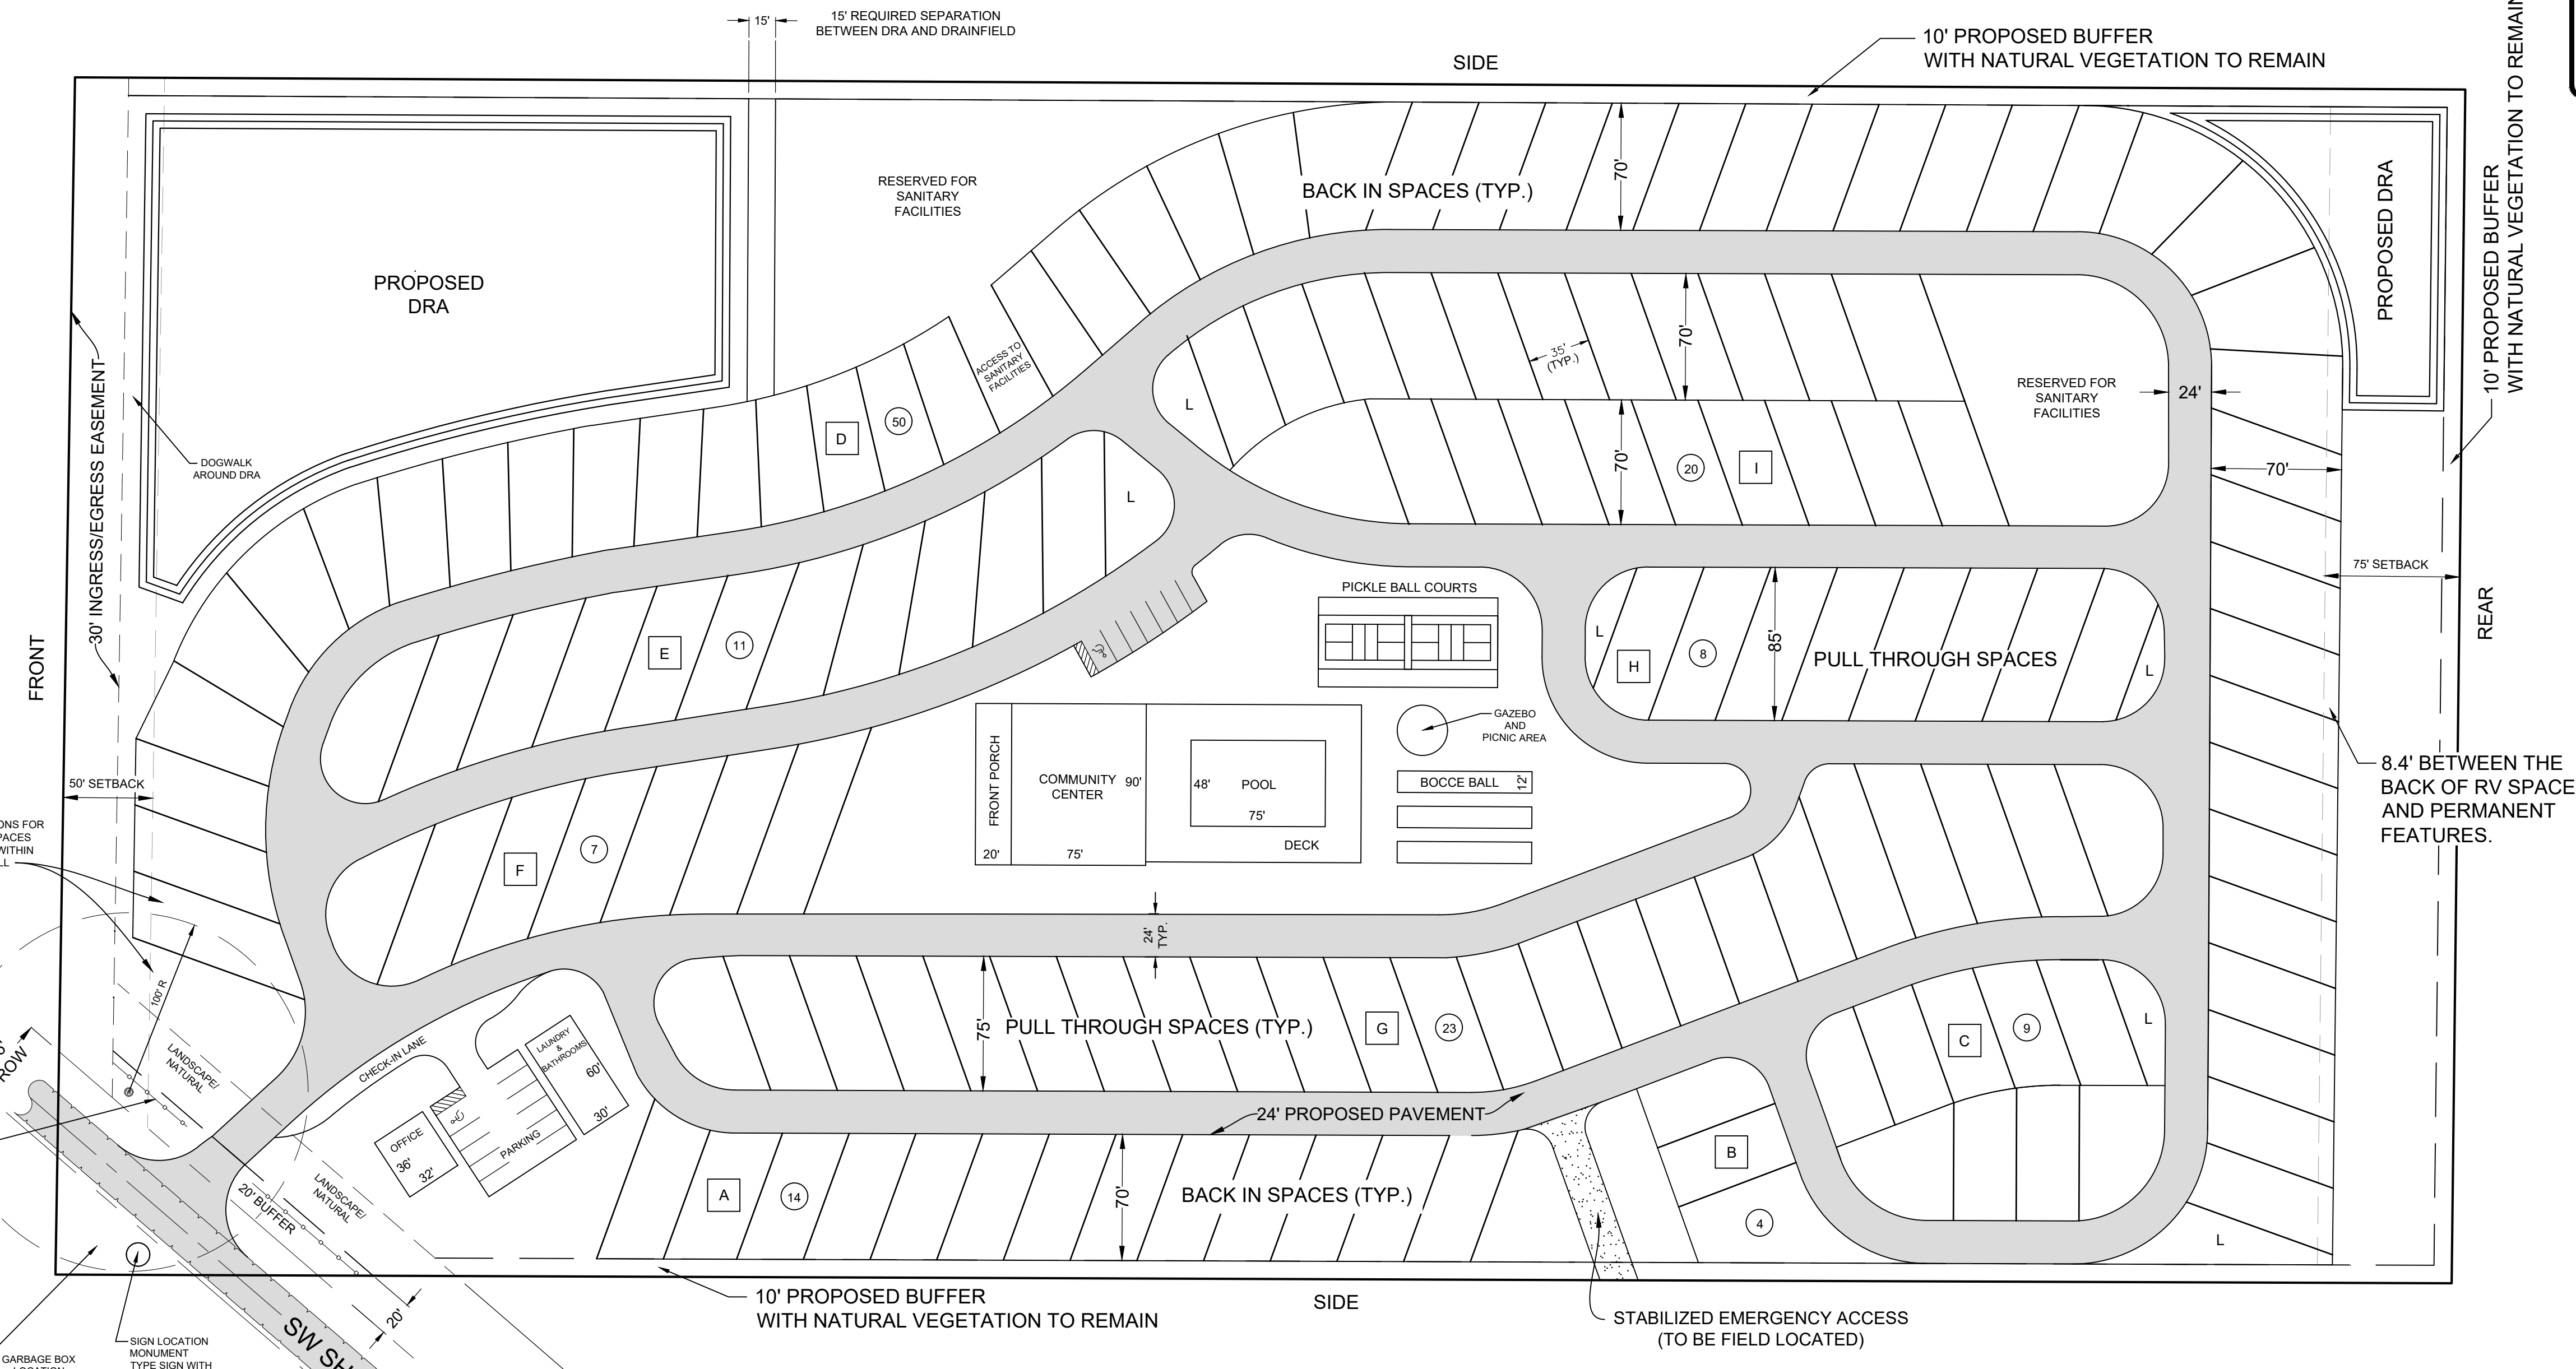 15'
15' REQUIRED SEPARATION
BETWEEN DRA AND DRAINFIELD
SIDE
10' PROPOSED BUFFER
WITH NATURAL VEGETATION TO REMAIN
10' PROPOSED BUFFER
WITH NATURAL VEGETATION TO REMAIN
RESERVED FOR
SANITARY
FACILITIES
BACK IN SPACES (TYP.)
70'
PROPOSED DRA
PROPOSED
DRA
ACCESS TO
SANITARY
FACILITIES
35'
(TYP.)
70'
RESERVED FOR
SANITARY
FACILITIES
24'
30' INGRESS/EGRESS EASEMENT
DOGWALK
AROUND DRA
D
50
L
L
70'
20
I
70'
75' SETBACK
REAR
FRONT
E
11
PICKLE BALL COURTS
L
H
8
85'
PULL THROUGH SPACES
L
50' SETBACK
GAZEBO
AND
PICNIC AREA
FRONT PORCH
20'
COMMUNITY
CENTER
90'
75'
48'
POOL
75'
DECK
BOCCE BALL
12'
8.4' BETWEEN THE
BACK OF RV SPACE
AND PERMANENT
FEATURES.
F
7
24'
TYP.
100' R
ROW
LANDSCAPE/
NATURAL
CHECK-IN LANE
LAUNDRY
&
BATHROOMS
60'
30'
OFFICE
36'
32'
PARKING
75'
PULL THROUGH SPACES (TYP.)
G
23
C
9
L
24' PROPOSED PAVEMENT
B
4
L
A
14
70'
BACK IN SPACES (TYP.)
LANDSCAPE/
NATURAL
20' BUFFER
20'
10' PROPOSED BUFFER
WITH NATURAL VEGETATION TO REMAIN
SIDE
STABILIZED EMERGENCY ACCESS
(TO BE FIELD LOCATED)
SIGN LOCATION
MONUMENT
TYPE SIGN WITH
GARBAGE BOX
SW